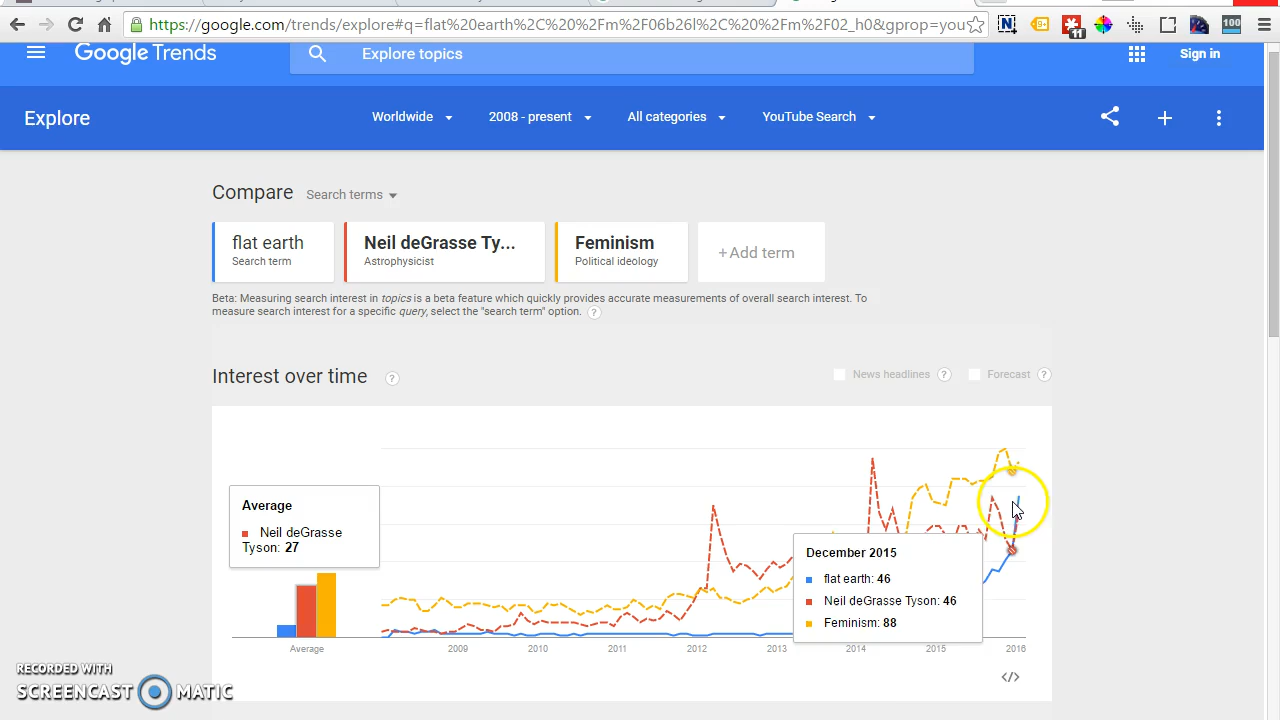 https://google.com/trends/explore#q=flat%20earth%2C%20%2Fm%2F06b26l%2C%20%2Fm%2F02_h0&gprop=you
11
100
Google Trends
Explore topics
Sign in
Explore
Worldwide
2008 - present
All categories
YouTube Search
Compare
Search terms
flat earth
Search term
Neil deGrasse Ty...
Astrophysicist
Feminism
Political ideology
+Add term
Beta: Measuring search interest in topics is a beta feature which quickly provides accurate measurements of overall search interest. To
measure search interest for a specific query, select the "search term" option. ?
Interest over time ?
News headlines ?
Forecast ?
Average
Neil deGrasse
Tyson: 27
December 2015
flat earth: 46
Neil deGrasse Tyson: 46
Feminism: 88
Average
2009
2010
2011
2012
2013
2014
2015
2016
</>
RECORDED WITH
SCREENCAST MATIC